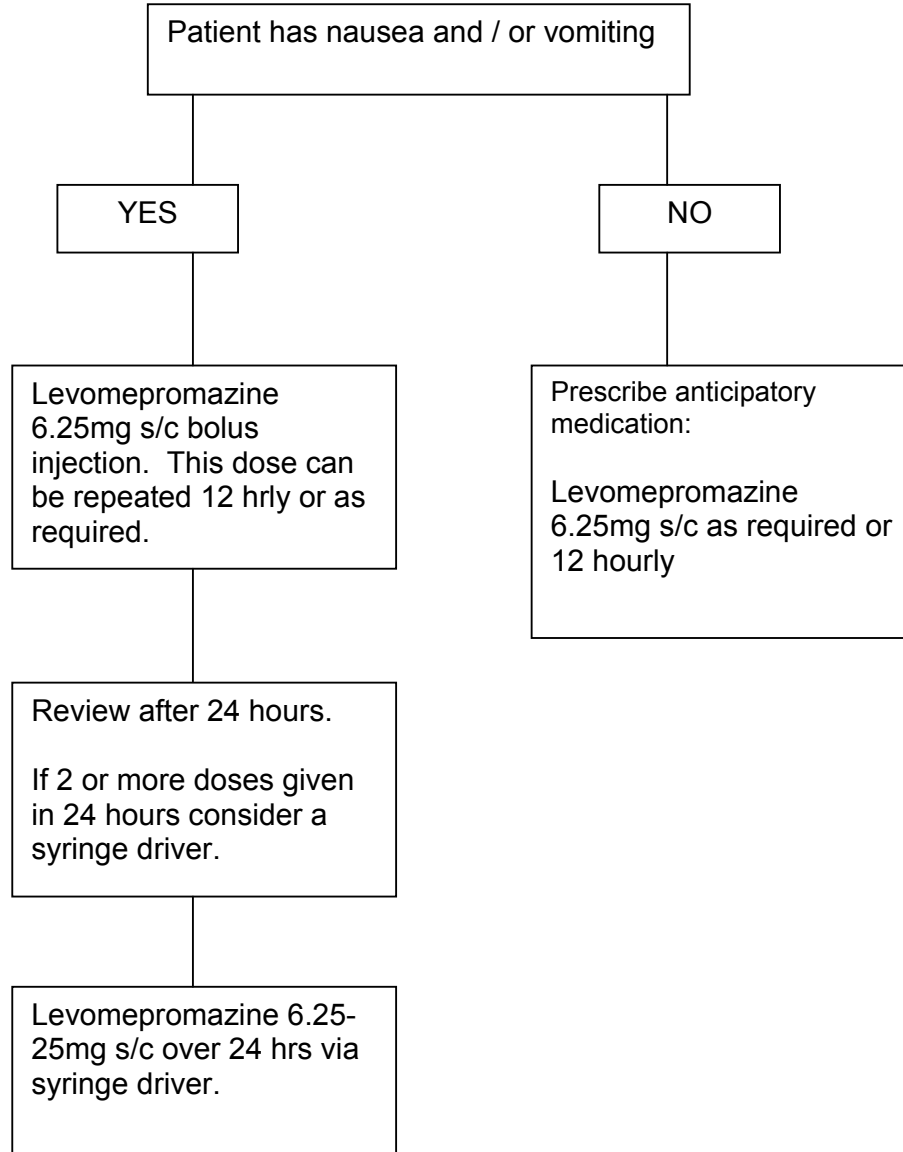 Patient has nausea and / or vomiting
YES
NO
Levomepromazine
6.25mg s/c bolus
injection.  This dose can
be repeated 12 hrly or as
required.
Prescribe anticipatory
medication:
Levomepromazine
6.25mg s/c as required or
12 hourly
Review after 24 hours.
If 2 or more doses given
in 24 hours consider a
syringe driver.
Levomepromazine 6.25-
25mg s/c over 24 hrs via
syringe driver.